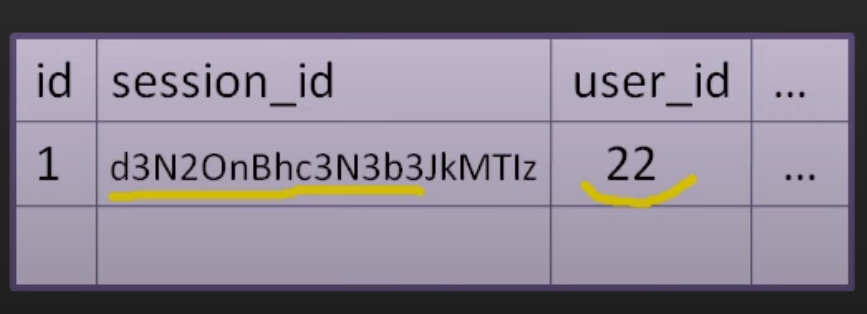 id session_id user_id ...
1 d3N2OnBhc3N3b3JkMTIz 22 ...